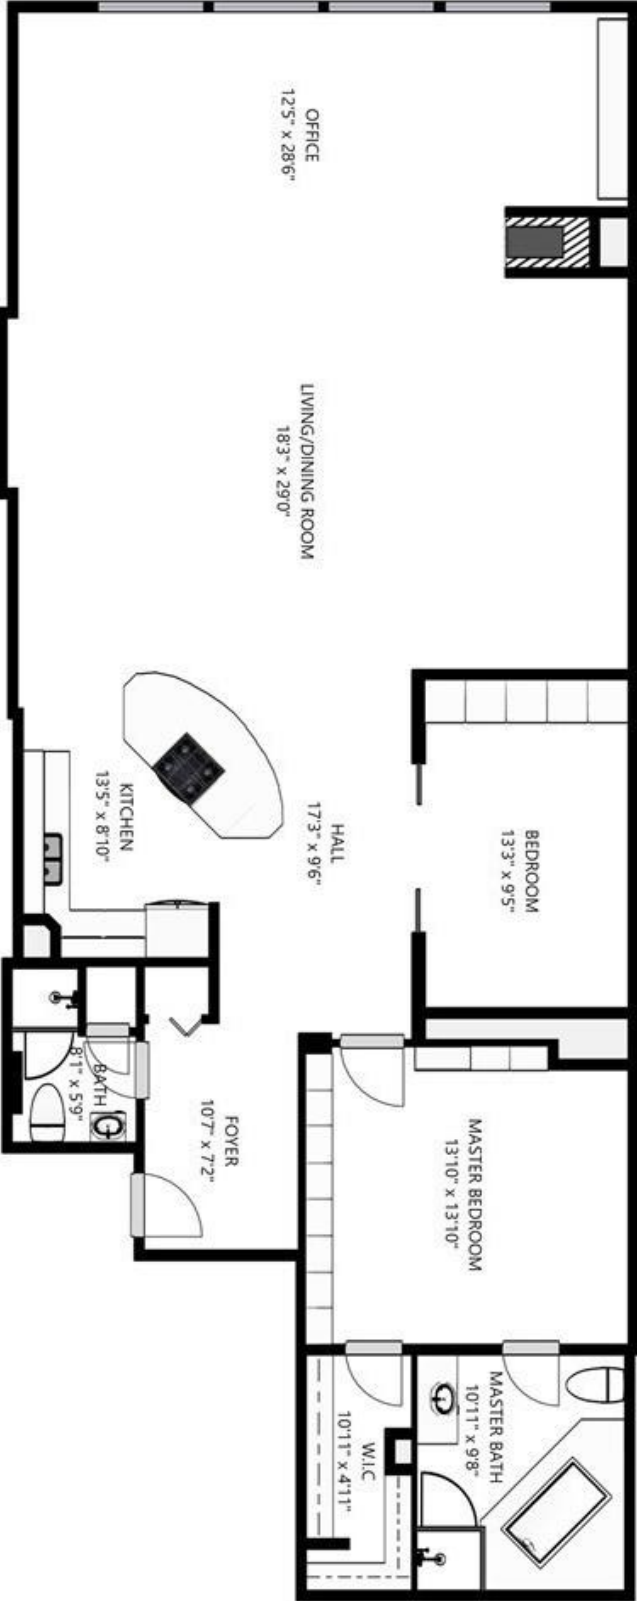 OFFICE
12'5" x 28'6"
LIVING/DINING ROOM
18'3" x 29'0"
KITCHEN
13'5" x 8'10"
HALL
17'3" x 9'6"
BEDROOM
13'3" x 9'5"
BATH
8'1" x 5'9"
FOYER
10'7" x 7'2"
MASTER BEDROOM
13'10" x 13'10"
W.I.C
10'11" x 4'11"
MASTER BATH
10'11" x 9'8"